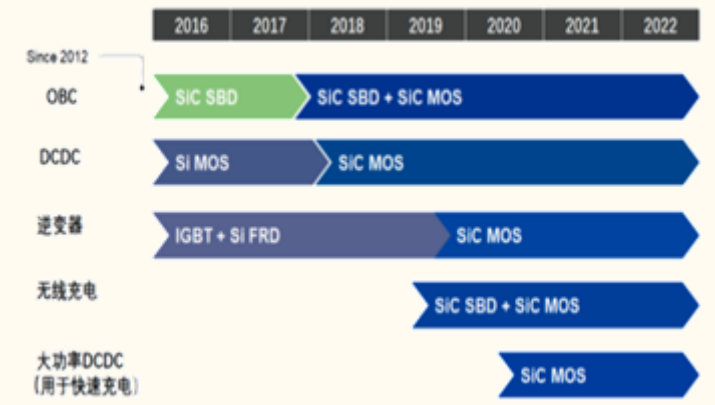 2016 2017 2018 2019 2020 2021 2022
Since 2012
OBC SiC SBD SiC SBD + SiC MOS
DCDC Si MOS SiC MOS
逆变器 IGBT + Si FRD SiC MOS
无线充电 SiC SBD + SiC MOS
大功率DCDC
(用于快速充电) SiC MOS